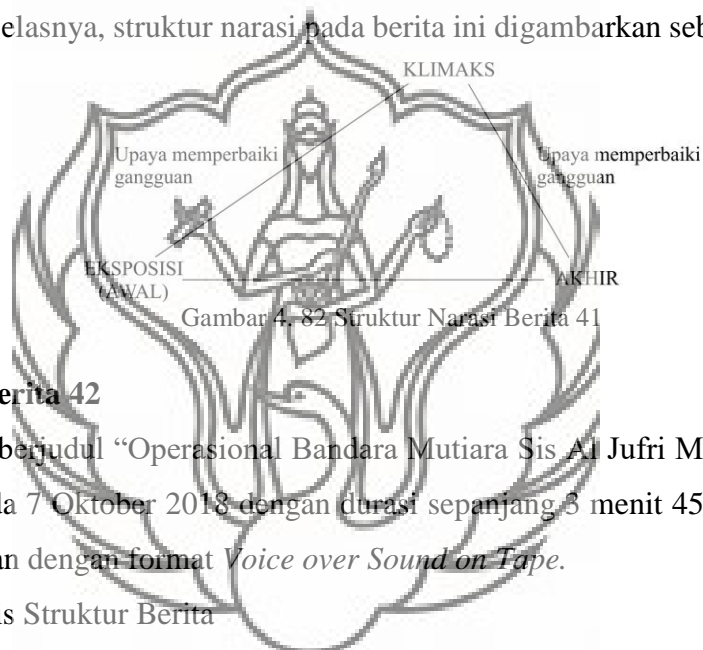 elasnya, struktur narasi pada berita ini digambarkan seb
KLIMAKS
Upaya memperbaiki gangguan
Upaya memperbaiki gangguan
EKSPOSISI (AWAL)
AKHIR
Gambar 4. 82 Struktur Narasi Berita 41
erita 42
berjudul “Operasional Bandara Mutiara Sis Al Jufri M
la 7 Oktober 2018 dengan durasi sepanjang 3 menit 45
an dengan format Voice over Sound on Tape.
is Struktur Berita